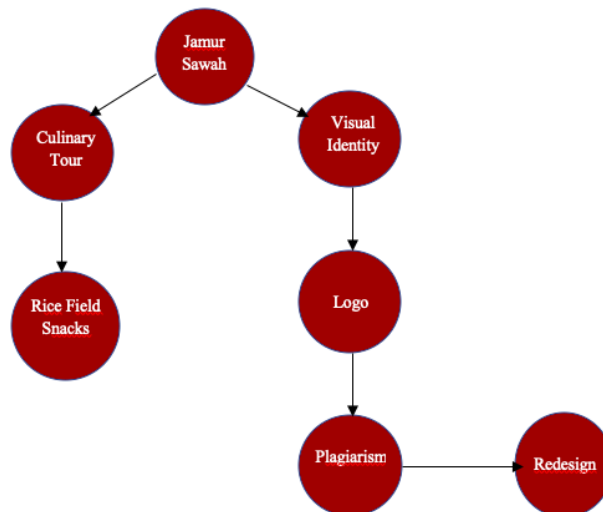 Jamur
Sawah
Culinary
Tour
Visual
Identity
Rice Field
Snacks
Logo
Plagiarism
Redesign